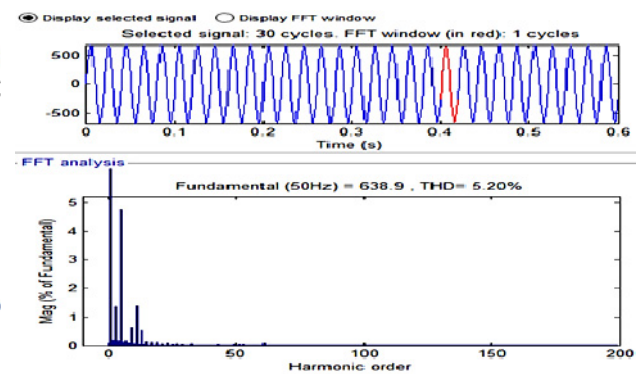 Display selected signal Display FFT window
Selected signal: 30 cycles. FFT window (in red): 1 cycles
500
0
-500
0 0.1 0.2 0.3 0.4 0.5 0.6
Time (s)
FFT analysis
Fundamental (50Hz) = 638.9 , THD= 5.20%
5
4
3
2
1
0
Mag (% of Fundamental)
0 50 100 150 200
Harmonic order